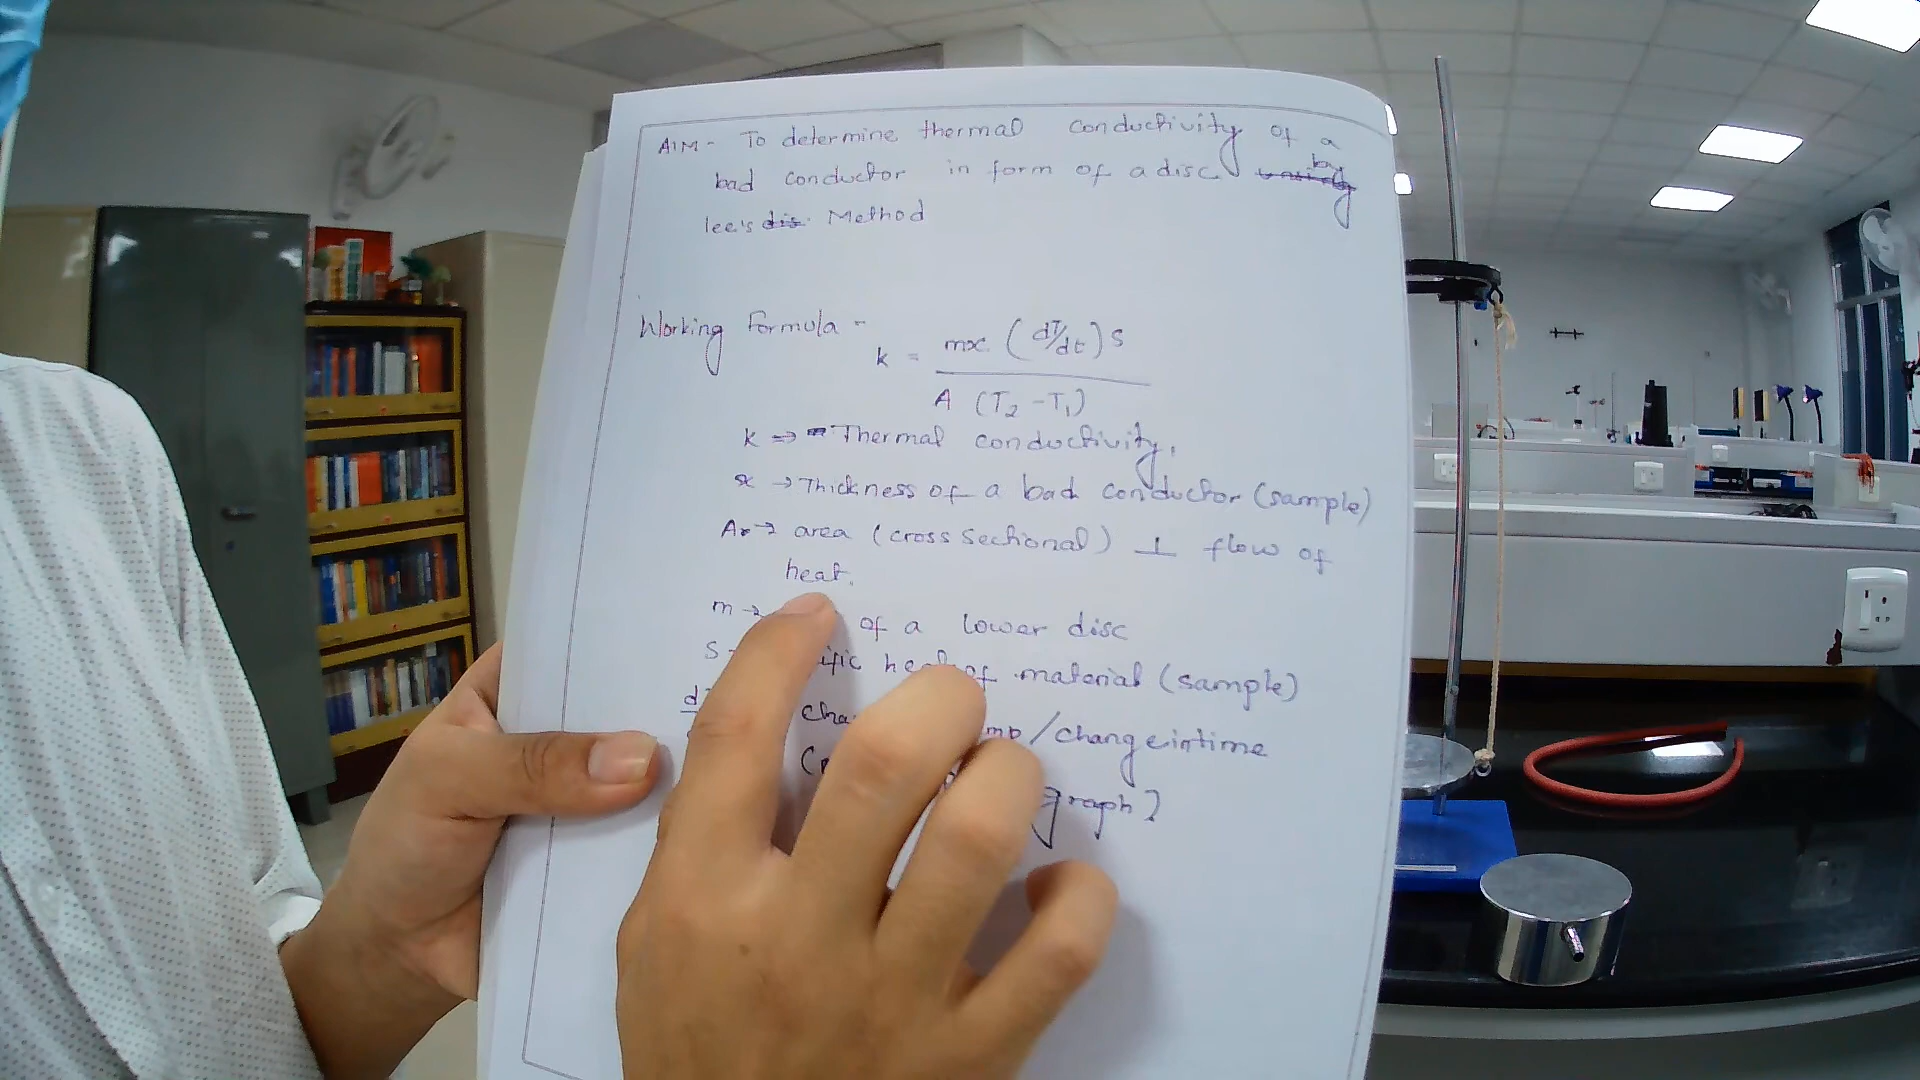 AIM - To determine thermal conductivity of a
bad conductor in form of a disc by
lee's Method
Working Formula -
k = mx (dT/dt) s
A (T₂ - T₁)
k => Thermal conductivity,
x → Thickness of a bad conductor (sample)
A → area (cross sectional) ⊥ flow of
heat.
m → of a lower disc
S heat of material (sample)
/change in time
graph)